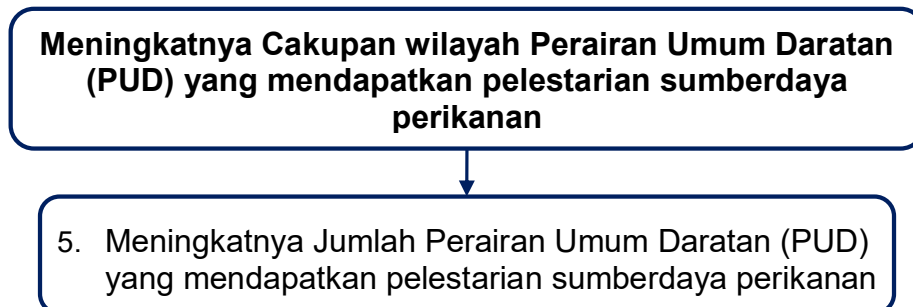 Meningkatnya Cakupan wilayah Perairan Umum Daratan
(PUD) yang mendapatkan pelestarian sumberdaya
perikanan
5. Meningkatnya Jumlah Perairan Umum Daratan (PUD)
yang mendapatkan pelestarian sumberdaya perikanan